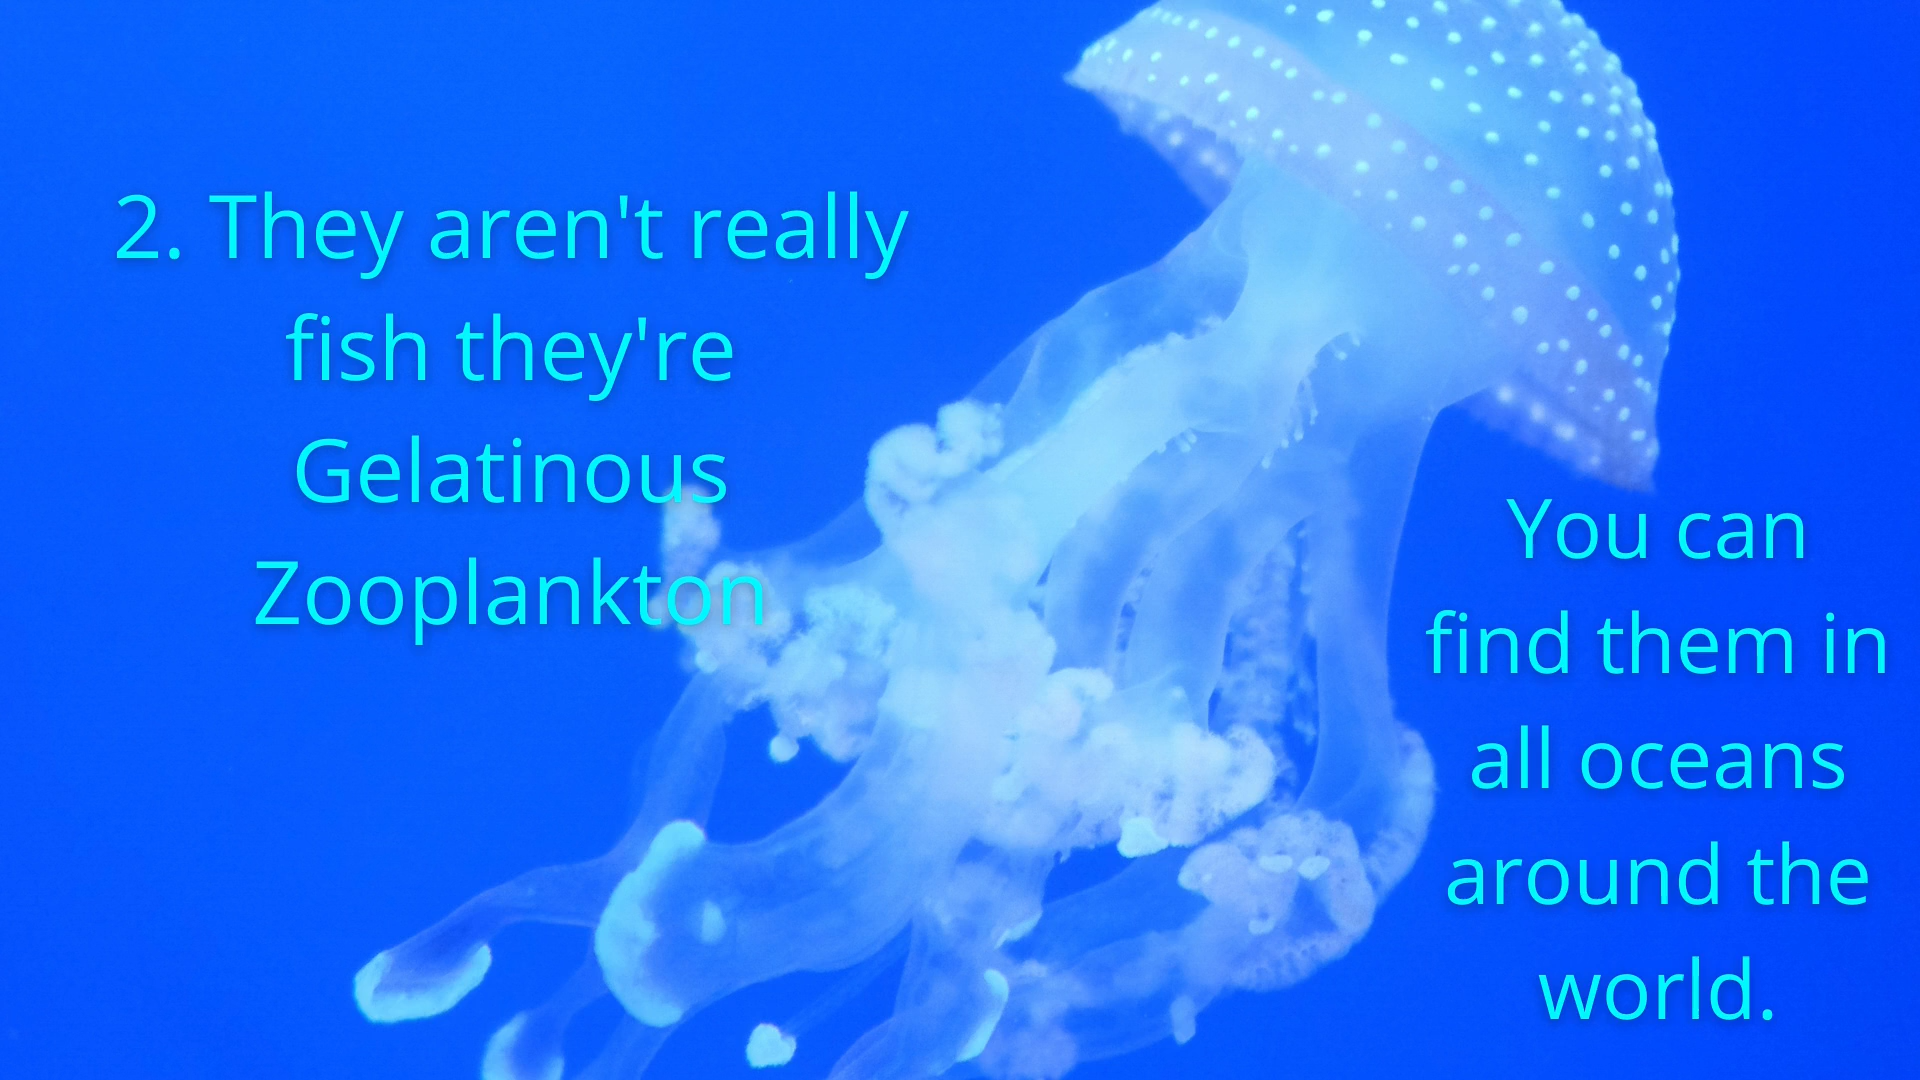 2. They aren't really
fish they're
Gelatinous
Zooplankton
You can
find them in
all oceans
around the
world.